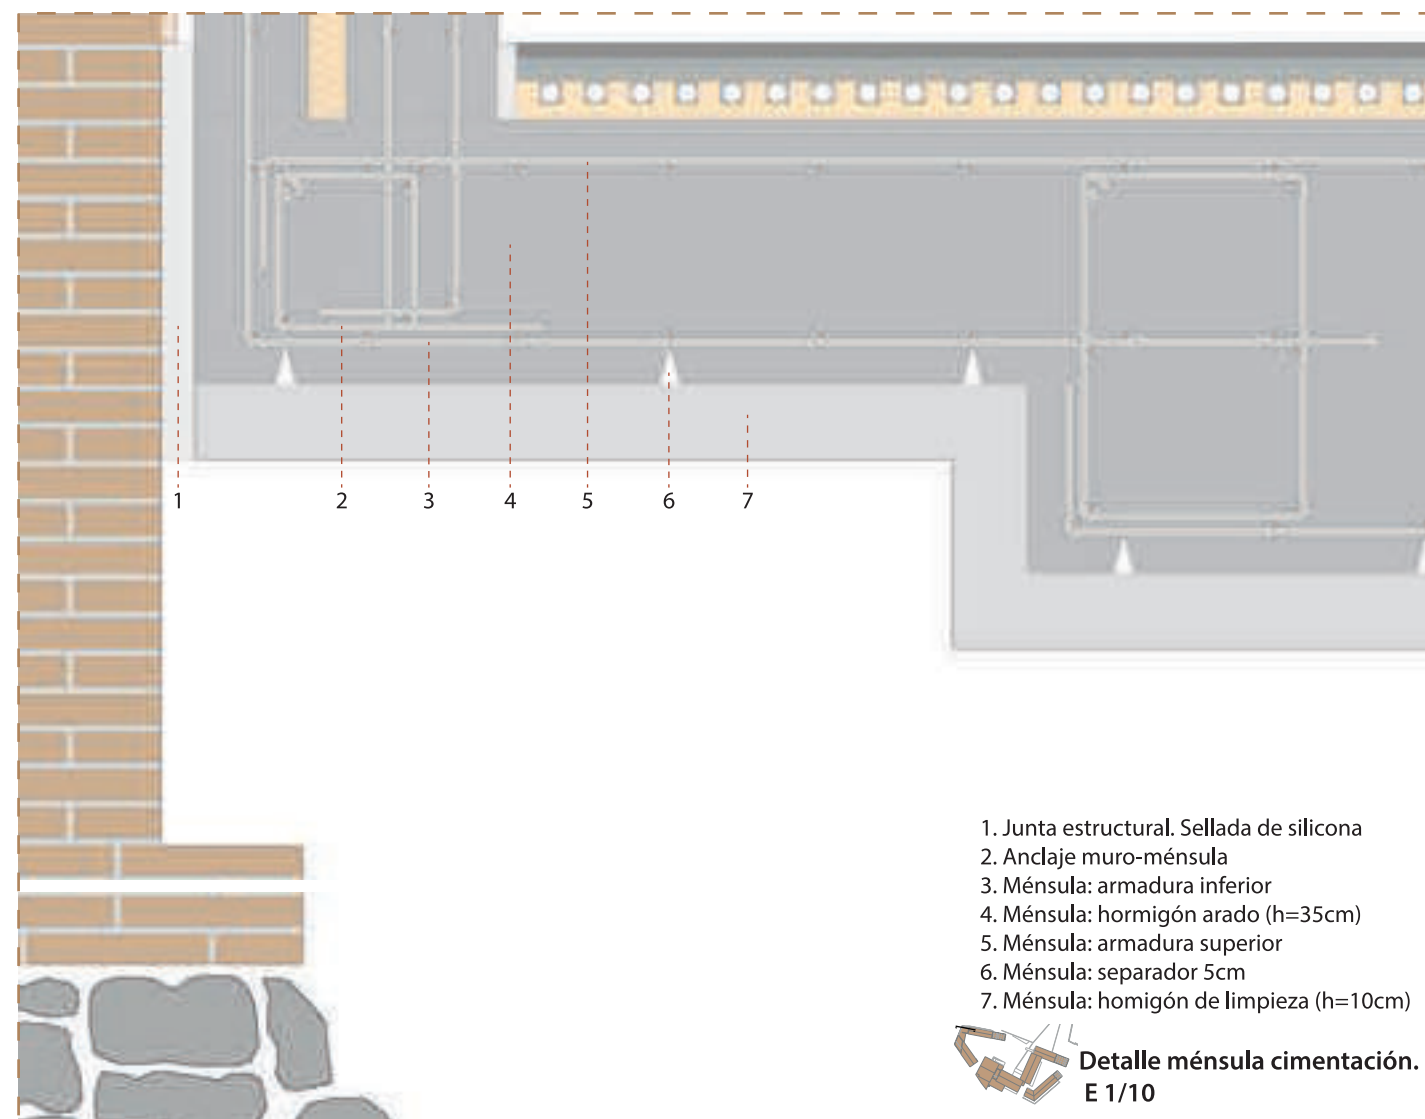 1 2 3 4 5 6 7
1. Junta estructural. Sellada de silicona
2. Anclaje muro-ménsula
3. Ménsula: armadura inferior
4. Ménsula: hormigón arado (h=35cm)
5. Ménsula: armadura superior
6. Ménsula: separador 5cm
7. Ménsula: homigón de limpieza (h=10cm)
Detalle ménsula cimentación.
E 1/10